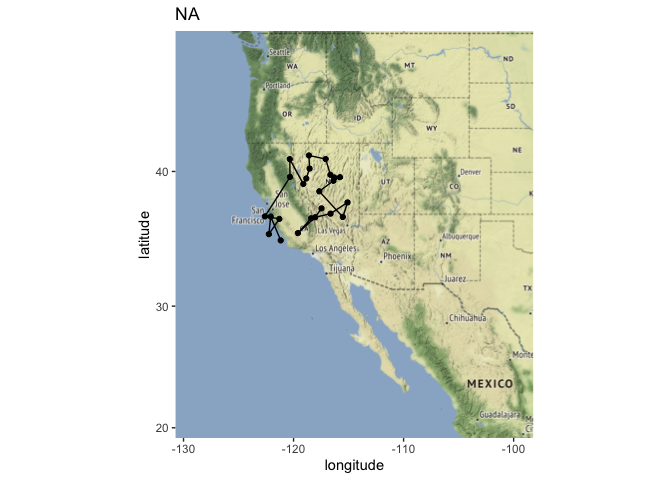 NA
Seattle
WA
MT
ND
Portland
OR
ID
SD
WY
NE
40
Denver
UT
CO
San
Jose
San
Francisco
Las Vegas
Los Angeles
AZ
Albuquerque
Phoenix
NM
Tijuana
Juarez
TX
30
Chihuahua
Monte
MEXICO
Guadalajara
20
-130
-120
-110
-100
longitude
latitude